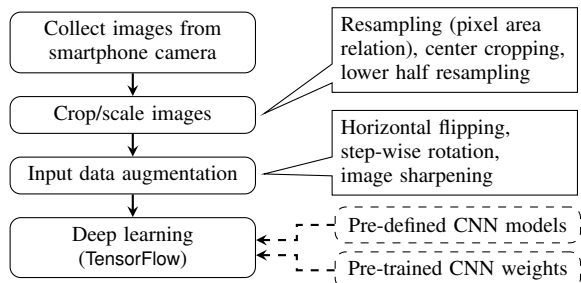 Collect images from
smartphone camera
Resampling (pixel area
relation), center cropping,
lower half resampling
Crop/scale images
Horizontal flipping,
step-wise rotation,
image sharpening
Input data augmentation
Deep learning
(TensorFlow)
Pre-defined CNN models
Pre-trained CNN weights